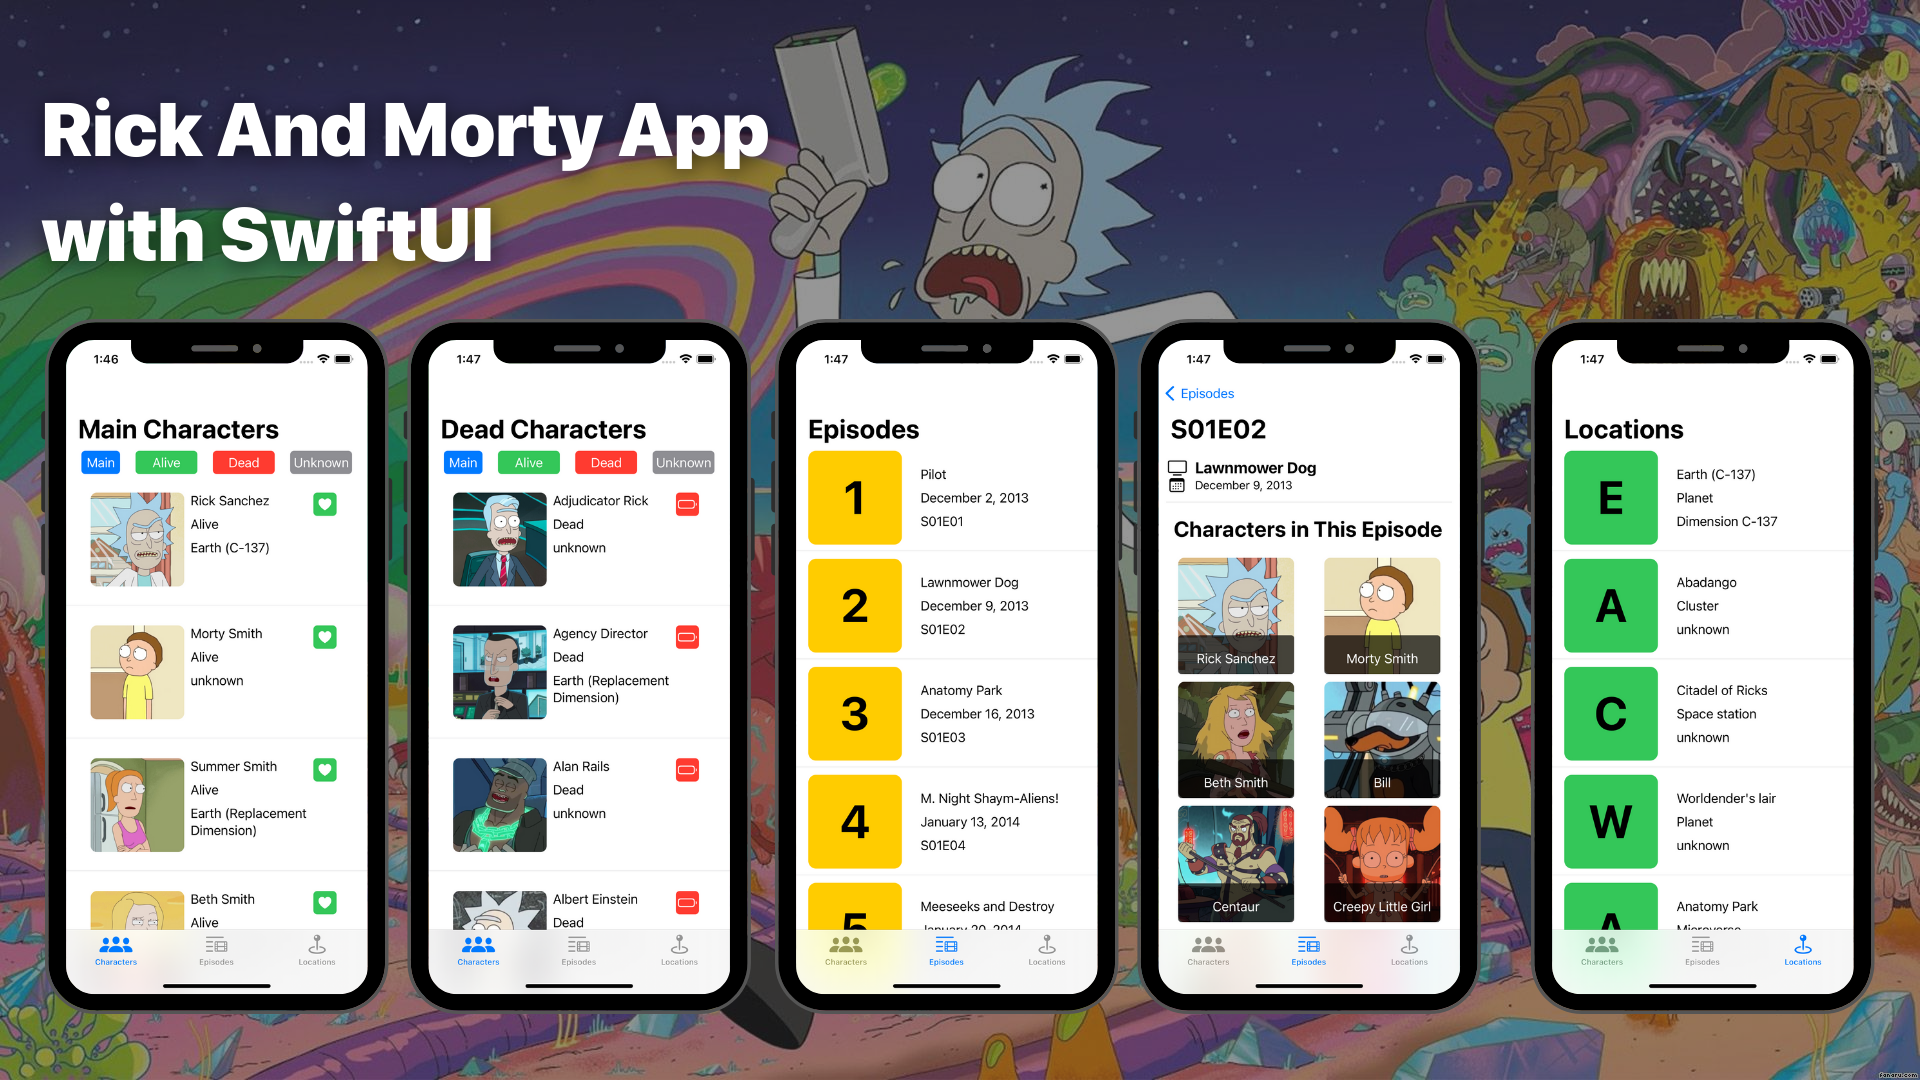 Rick And Morty App
with SwiftUI
1:46
Main Characters
Main
Alive
Dead
Unknown
Rick Sanchez
Alive
Earth (C-137)
Morty Smith
Alive
unknown
Summer Smith
Alive
Earth (Replacement
Dimension)
Beth Smith
Alive
Characters
Episodes
Locations
1:47
Dead Characters
Main
Alive
Dead
Unknown
Adjudicator Rick
Dead
unknown
Agency Director
Dead
Earth (Replacement
Dimension)
Alan Rails
Dead
unknown
Albert Einstein
Dead
Characters
Episodes
Locations
1:47
Episodes
1
Pilot
December 2, 2013
S01E01
2
Lawnmower Dog
December 9, 2013
S01E02
3
Anatomy Park
December 16, 2013
S01E03
4
M. Night Shaym-Aliens!
January 13, 2014
S01E04
5
Meeseeks and Destroy
January 20, 2014
Characters
Episodes
Locations
1:47
Episodes
S01E02
Lawnmower Dog
December 9, 2013
Characters in This Episode
Rick Sanchez
Morty Smith
Beth Smith
Bill
Centaur
Creepy Little Girl
Characters
Episodes
Locations
1:47
Locations
E
Earth (C-137)
Planet
Dimension C-137
A
Abadango
Cluster
unknown
C
Citadel of Ricks
Space station
unknown
W
Worldender's lair
Planet
unknown
A
Anatomy Park
Microverse
Characters
Episodes
Locations